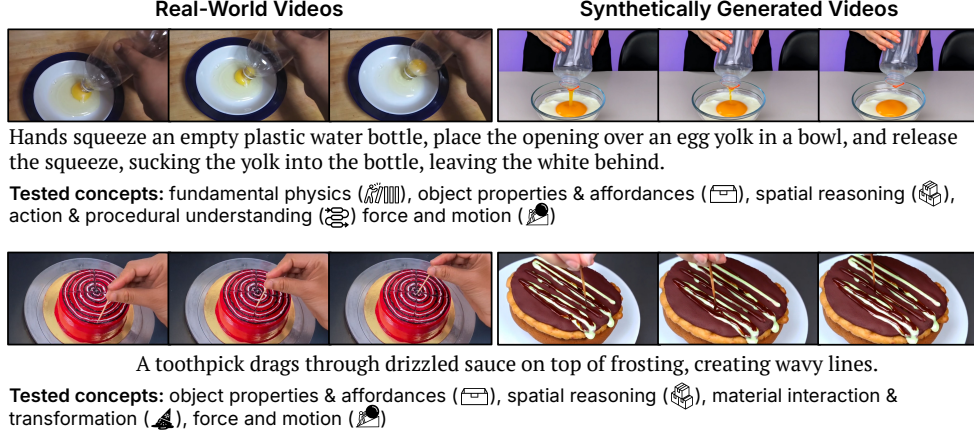 Real-World Videos
Synthetically Generated Videos
Hands squeeze an empty plastic water bottle, place the opening over an egg yolk in a bowl, and release
the squeeze, sucking the yolk into the bottle, leaving the white behind.
Tested concepts: fundamental physics (), object properties & affordances (), spatial reasoning (),
action & procedural understanding () force and motion ()
A toothpick drags through drizzled sauce on top of frosting, creating wavy lines.
Tested concepts: object properties & affordances (), spatial reasoning (), material interaction &
transformation (), force and motion ()